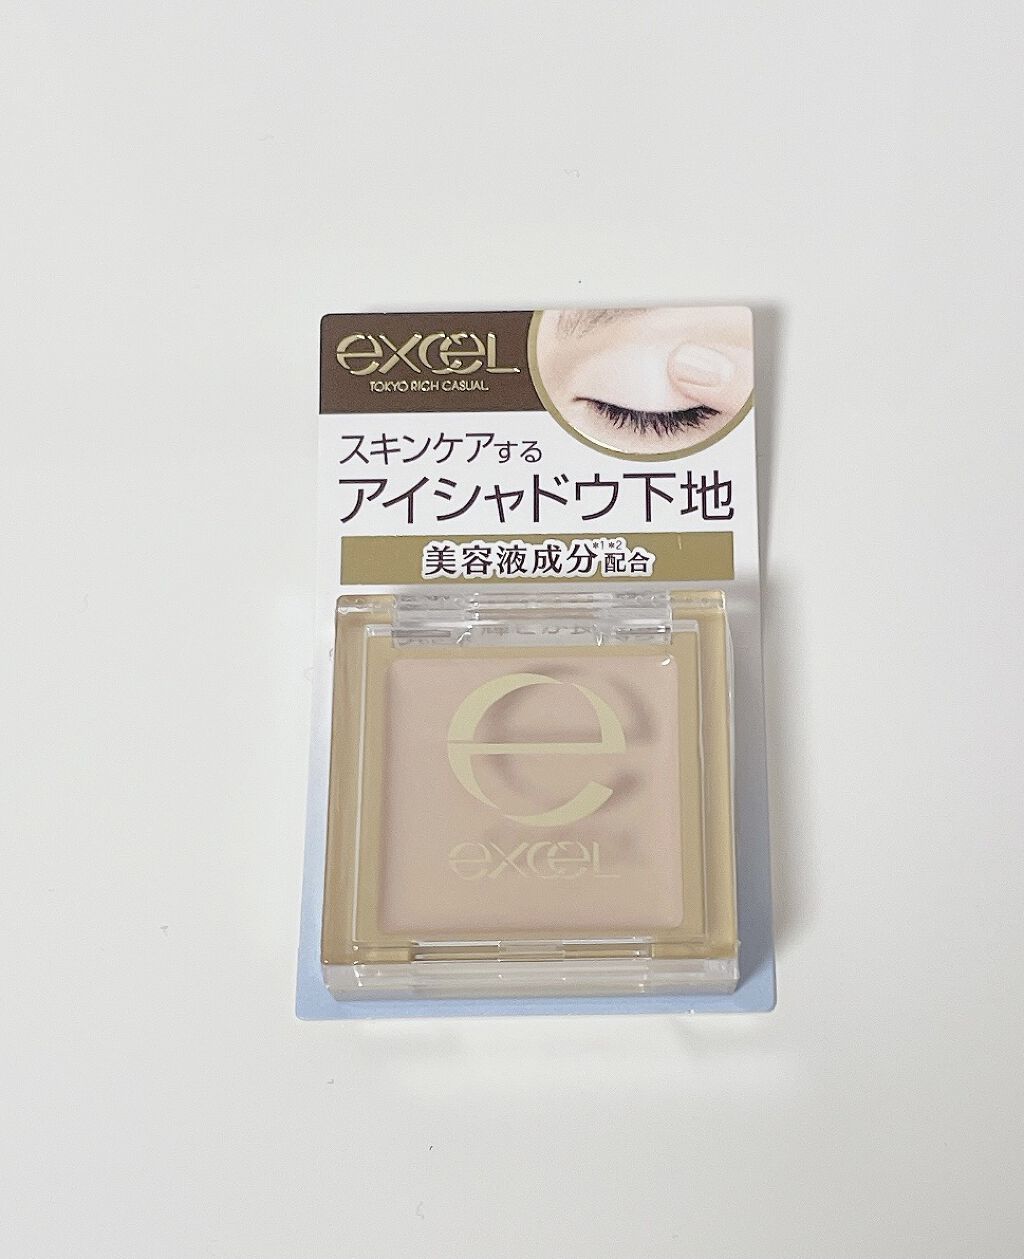 excel
TOKYO RICH CASUAL
スキンケアする
アイシャドウ下地
美容液成分*1*2配合
e
excel